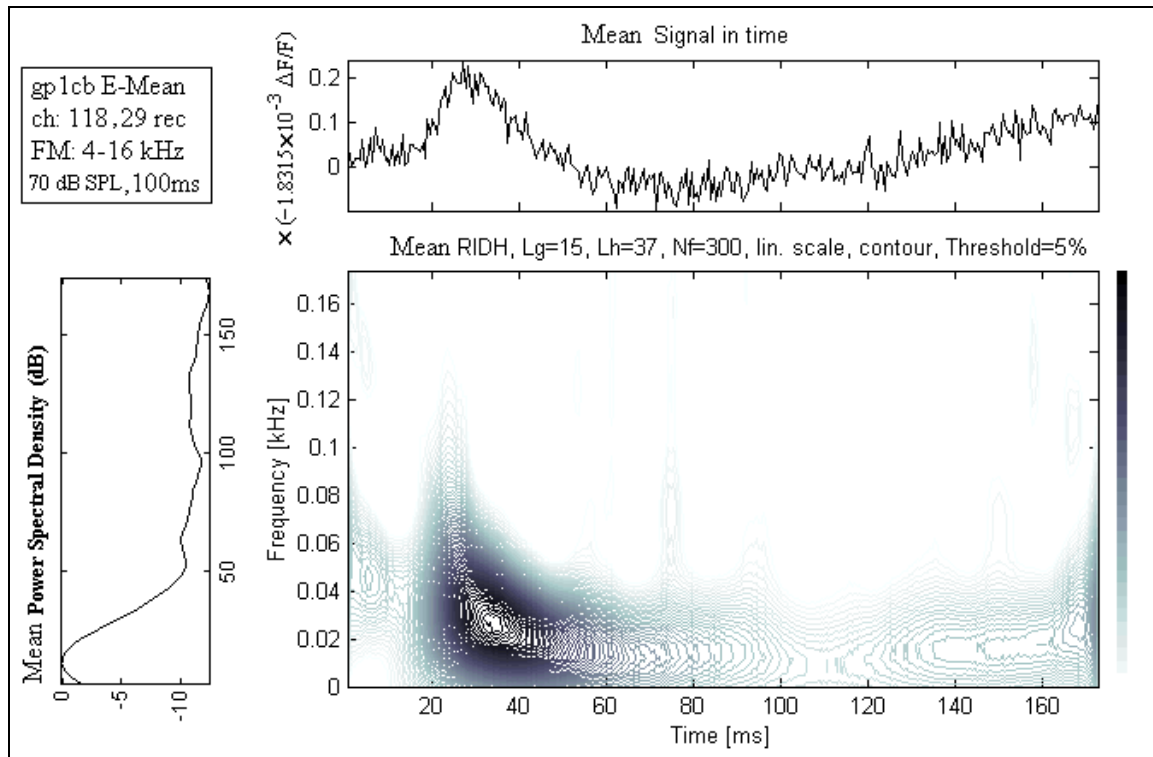 Mean Signal in time
gp1cb E-Mean
ch: 118,29 rec
FM: 4-16 kHz
70 dB SPL,100ms
× (−1.8315×10⁻³ ΔF/F)
0.2
0.1
0
Mean RIDH, Lg=15, Lh=37, Nf=300, lin. scale, contour, Threshold=5%
Mean Power Spectral Density (dB)
150
100
50
0
-5
-10
Frequency [kHz]
0.16
0.14
0.12
0.1
0.08
0.06
0.04
0.02
0
20
40
60
80
100
120
140
160
Time [ms]